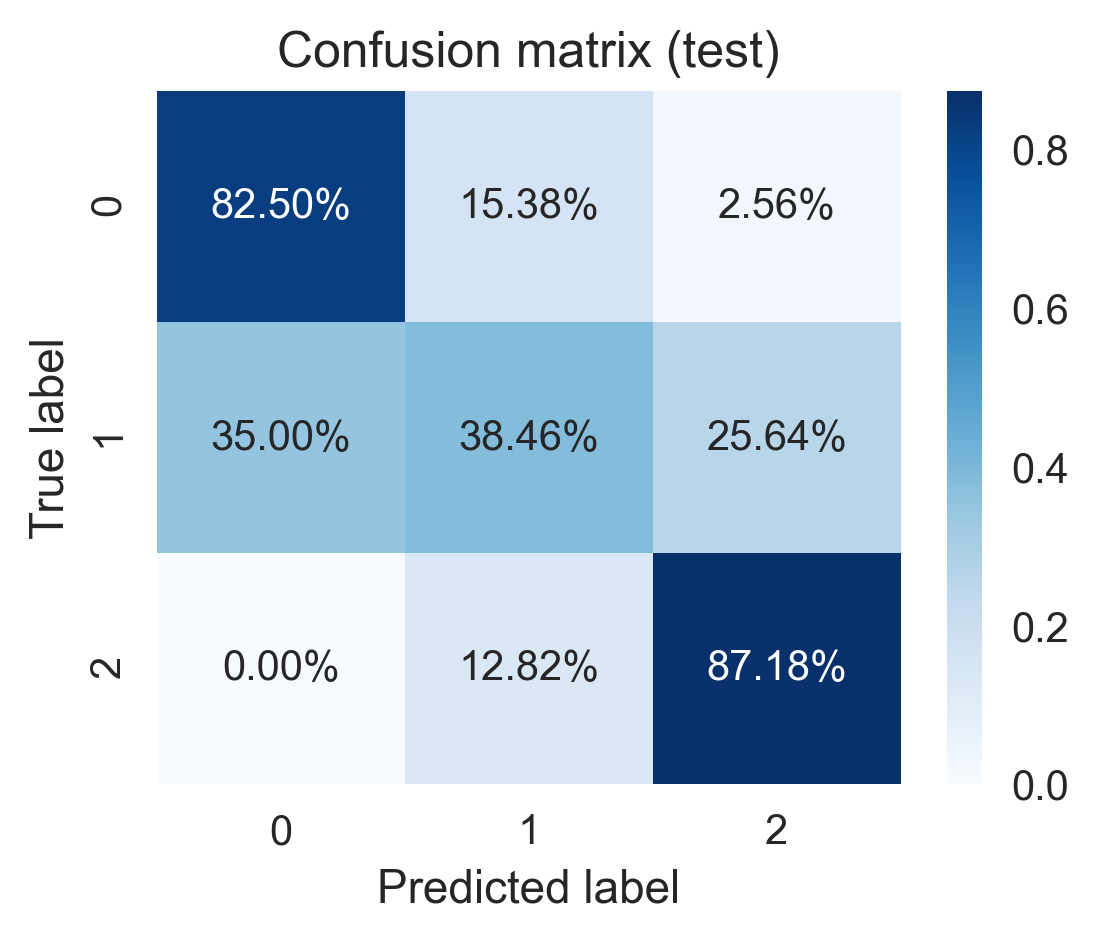 Confusion matrix (test)
0.8
0 82.50% 15.38% 2.56%
0.6
True label
1 35.00% 38.46% 25.64%
0.4
0.2
2 0.00% 12.82% 87.18%
0.0
0 1 2
Predicted label